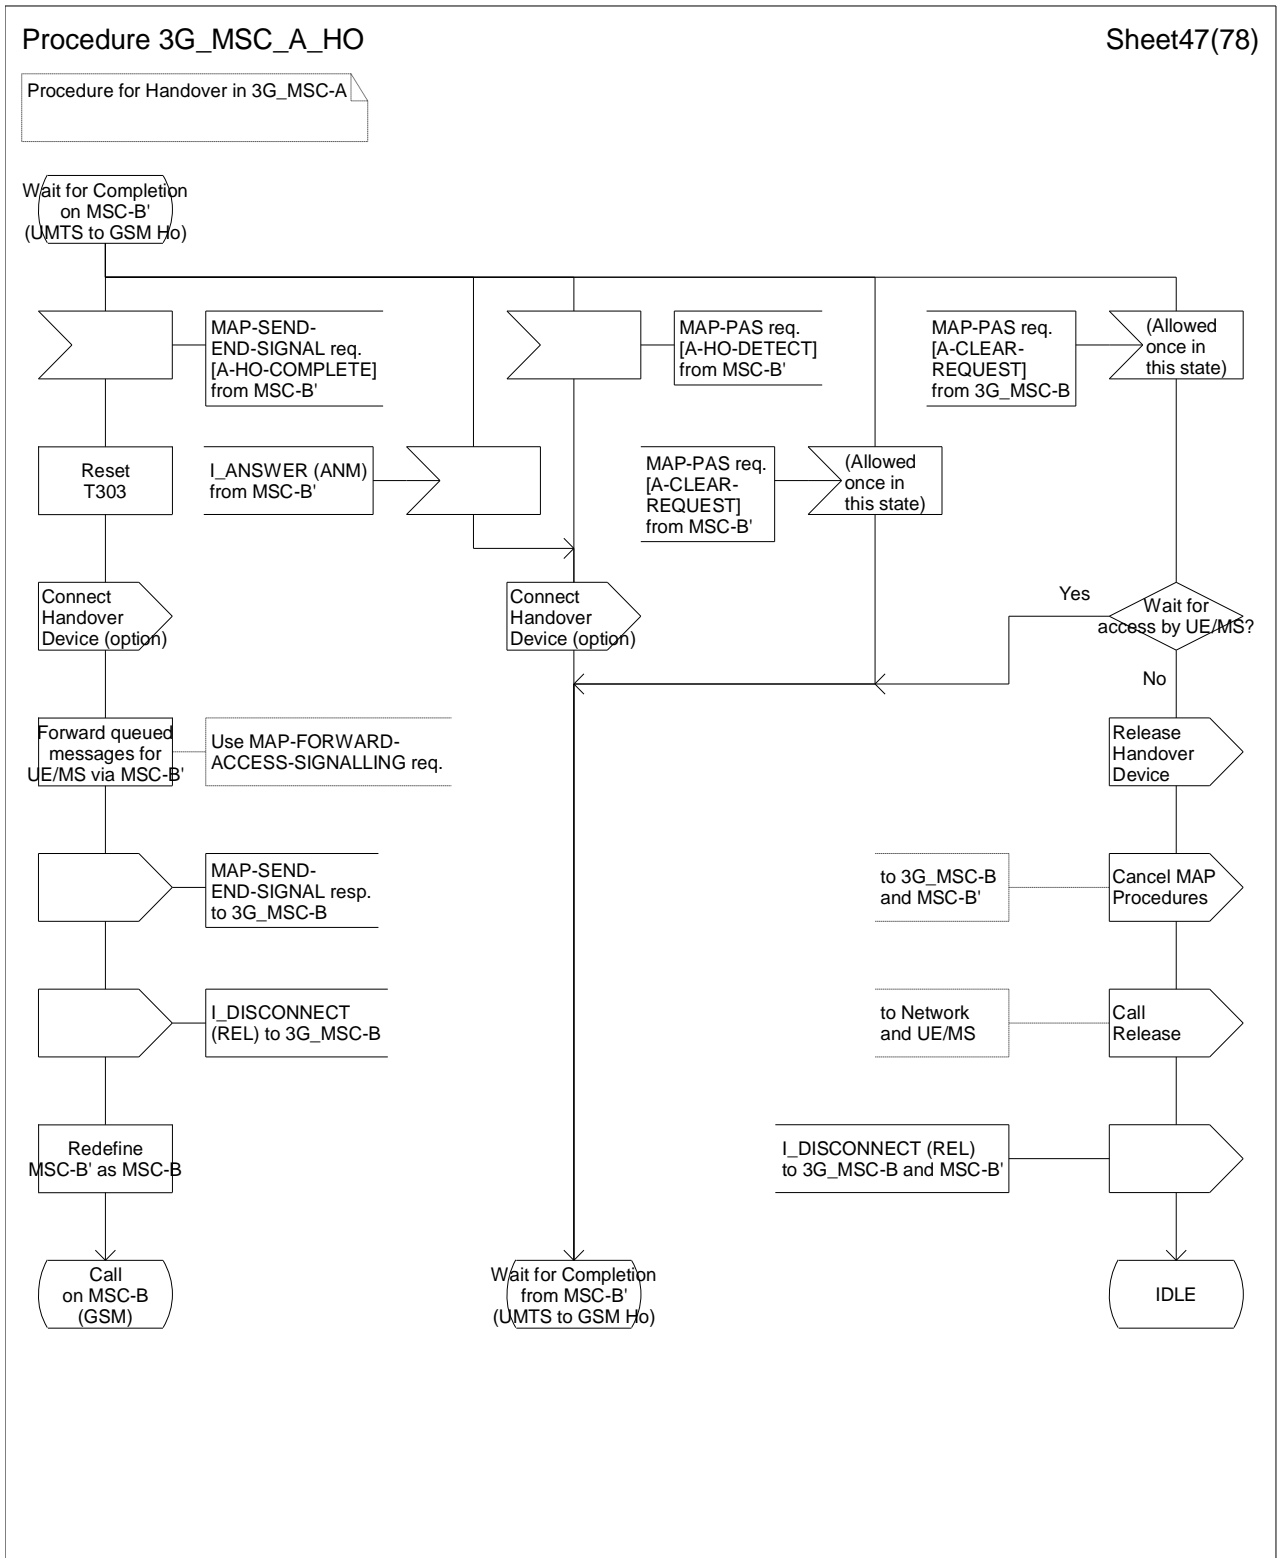 Procedure 3G_MSC_A_HO
Sheet47(78)
Procedure for Handover in 3G_MSC-A
Wait for Completion
on MSC-B'
(UMTS to GSM Ho)
MAP-SEND-
END-SIGNAL req.
[A-HO-COMPLETE]
from MSC-B'
MAP-PAS req.
[A-HO-DETECT]
from MSC-B'
MAP-PAS req.
[A-CLEAR-
REQUEST]
from 3G_MSC-B
(Allowed
once in
this state)
Reset
T303
I_ANSWER (ANM)
from MSC-B'
MAP-PAS req.
[A-CLEAR-
REQUEST]
from MSC-B'
(Allowed
once in
this state)
Connect
Handover
Device (option)
Connect
Handover
Device (option)
Yes
Wait for
access by UE/MS?
No
Forward queued
messages for
UE/MS via MSC-B'
Use MAP-FORWARD-
ACCESS-SIGNALLING req.
Release
Handover
Device
MAP-SEND-
END-SIGNAL resp.
to 3G_MSC-B
to 3G_MSC-B
and MSC-B'
Cancel MAP
Procedures
I_DISCONNECT
(REL) to 3G_MSC-B
to Network
and UE/MS
Call
Release
Redefine
MSC-B' as MSC-B
I_DISCONNECT (REL)
to 3G_MSC-B and MSC-B'
Call
on MSC-B
(GSM)
Wait for Completion
from MSC-B'
(UMTS to GSM Ho)
IDLE